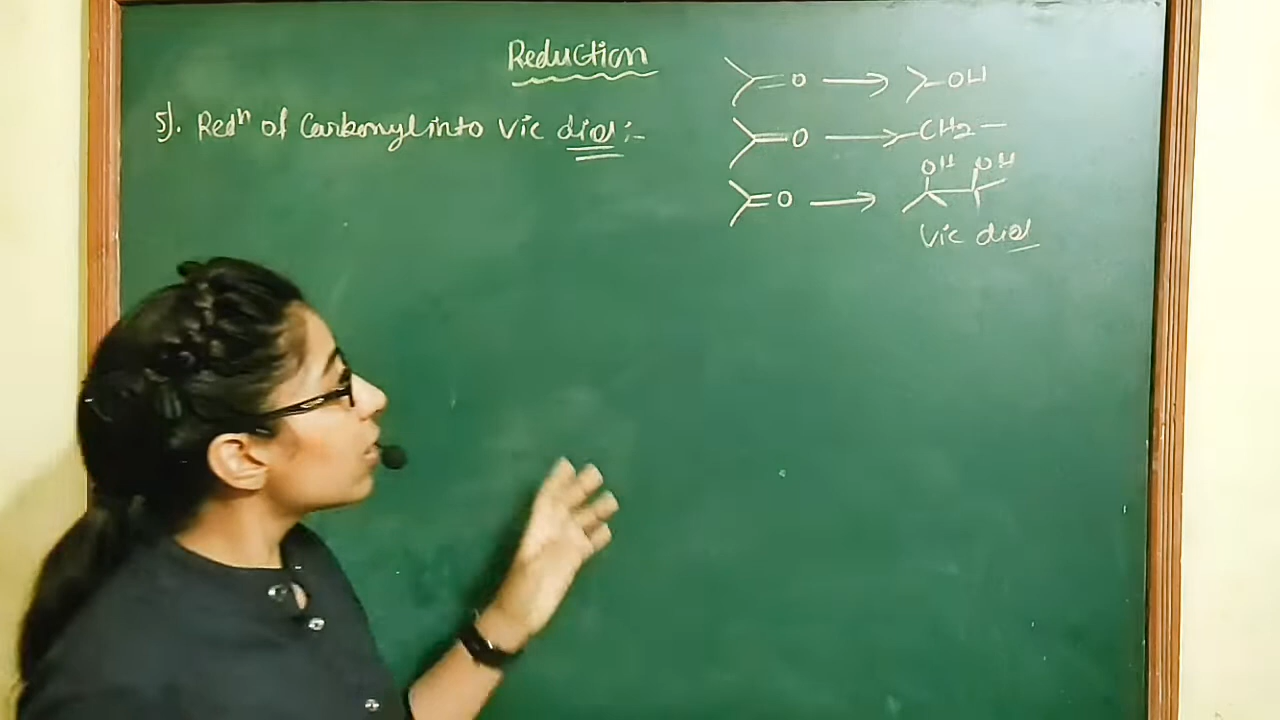 Reduction
5). Redⁿ of Carbonyl into Vic diol :-
=O → -OH
=O → -CH2-
=O → OH OH
Vic diol